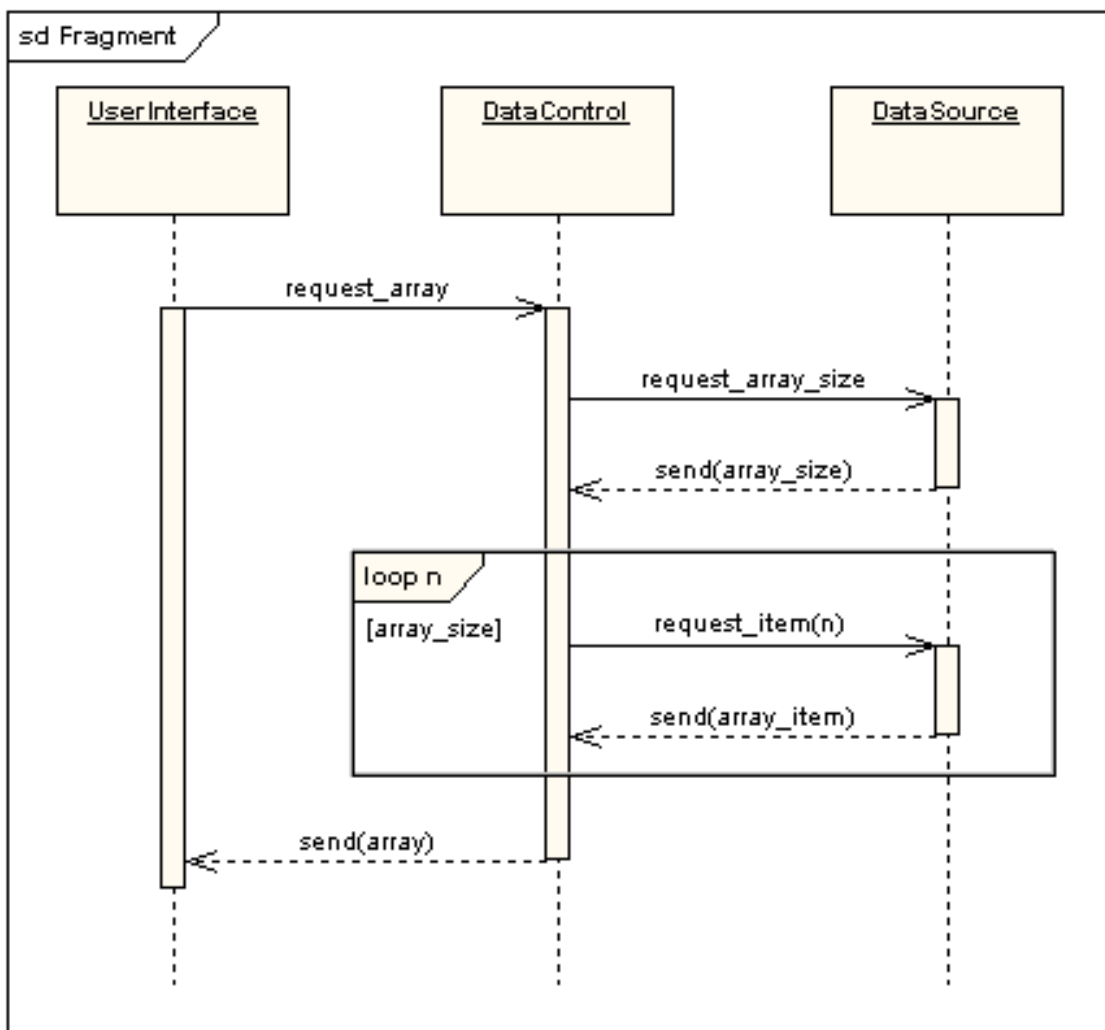 sd Fragment
UserInterface
DataControl
DataSource
request_array
request_array_size
send(array_size)
loop n
[array_size]
request_item(n)
send(array_item)
send(array)